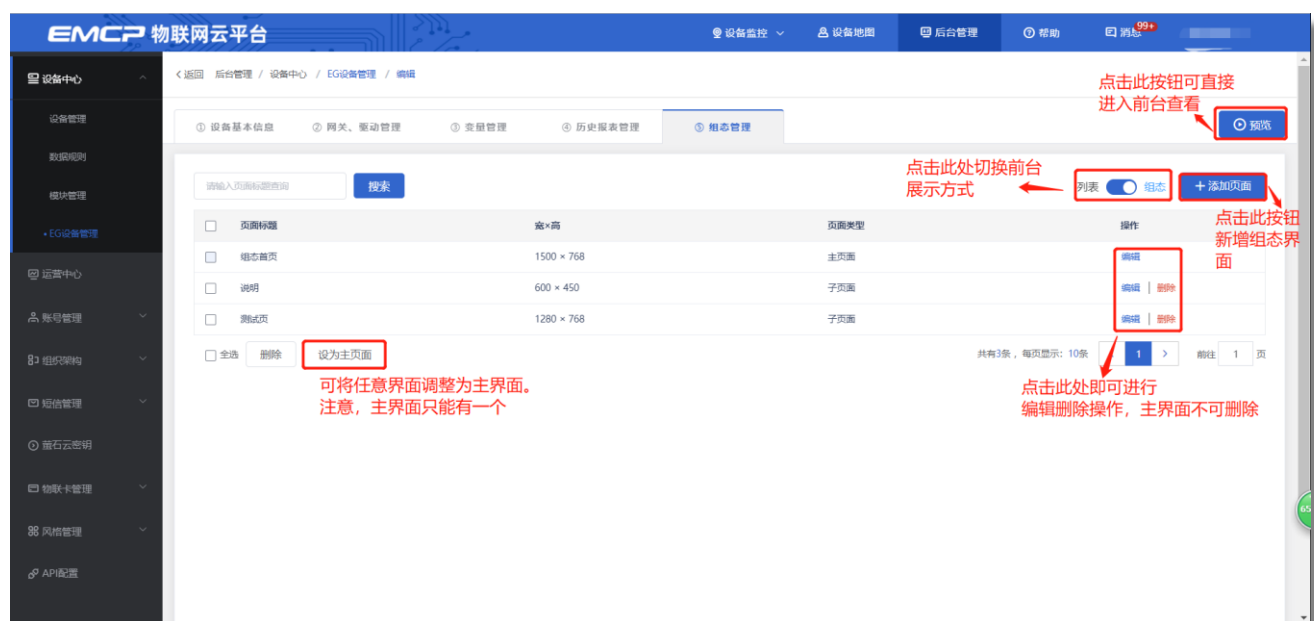 EMCP 物联网云平台
设备监控
设备地图
后台管理
帮助
消息
99+
设备中心
设备管理
数据规则
模块管理
EG设备管理
运营中心
账号管理
组织架构
短信管理
萤石云密钥
物联卡管理
风格管理
API配置
<返回 后台管理 / 设备中心 / EG设备管理 / 编辑
点击此按钮可直接
进入前台查看
① 设备基本信息
② 网关、驱动管理
③ 变量管理
④ 历史报表管理
⑤ 组态管理
预览
点击此处切换前台
展示方式
请输入页面标题查询
搜索
列表
组态
+ 添加页面
点击此按钮
新增组态界
面
页面标题 宽×高 页面类型 操作
组态首页 1500 × 768 主页面 编辑
说明 600 × 450 子页面 编辑 | 删除
测试页 1280 × 768 子页面 编辑 | 删除
全选 删除 设为主页面
共有3条，每页显示：10条 1 > 前往 1 页
可将任意界面调整为主界面。
注意，主界面只能有一个
点击此处即可进行
编辑删除操作，主界面不可删除
65